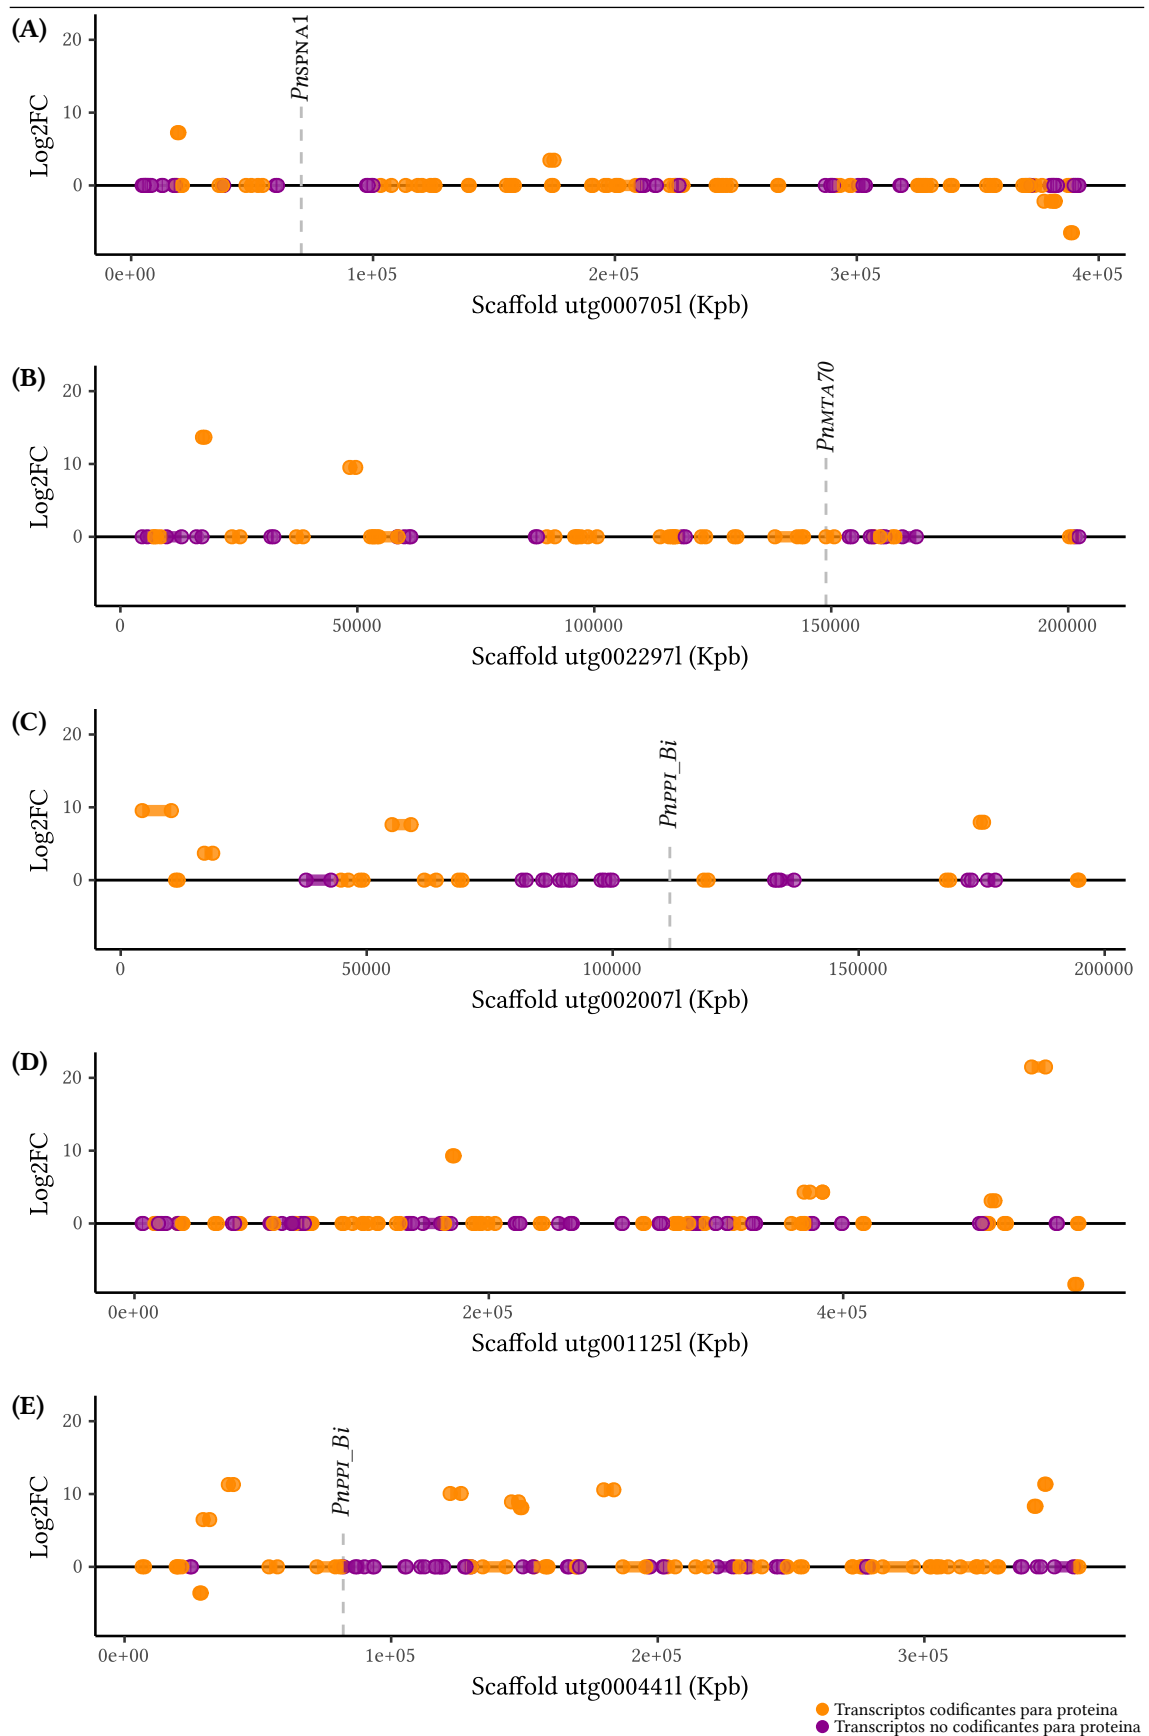 (A)
PnSPNA1
20
10
0
Log2FC
0e+00 1e+05 2e+05 3e+05 4e+05
Scaffold utg000705l (Kpb)
(B)
PnMTA70
20
10
0
Log2FC
0 50000 100000 150000 200000
Scaffold utg002297l (Kpb)
(C)
PnPPI_Bi
20
10
0
Log2FC
0 50000 100000 150000 200000
Scaffold utg002007l (Kpb)
(D)
20
10
0
Log2FC
0e+00 2e+05 4e+05
Scaffold utg001125l (Kpb)
(E)
PnPPI_Bi
20
10
0
Log2FC
0e+00 1e+05 2e+05 3e+05
Scaffold utg000441l (Kpb)
Transcriptos codificantes para proteina
Transcriptos no codificantes para proteina